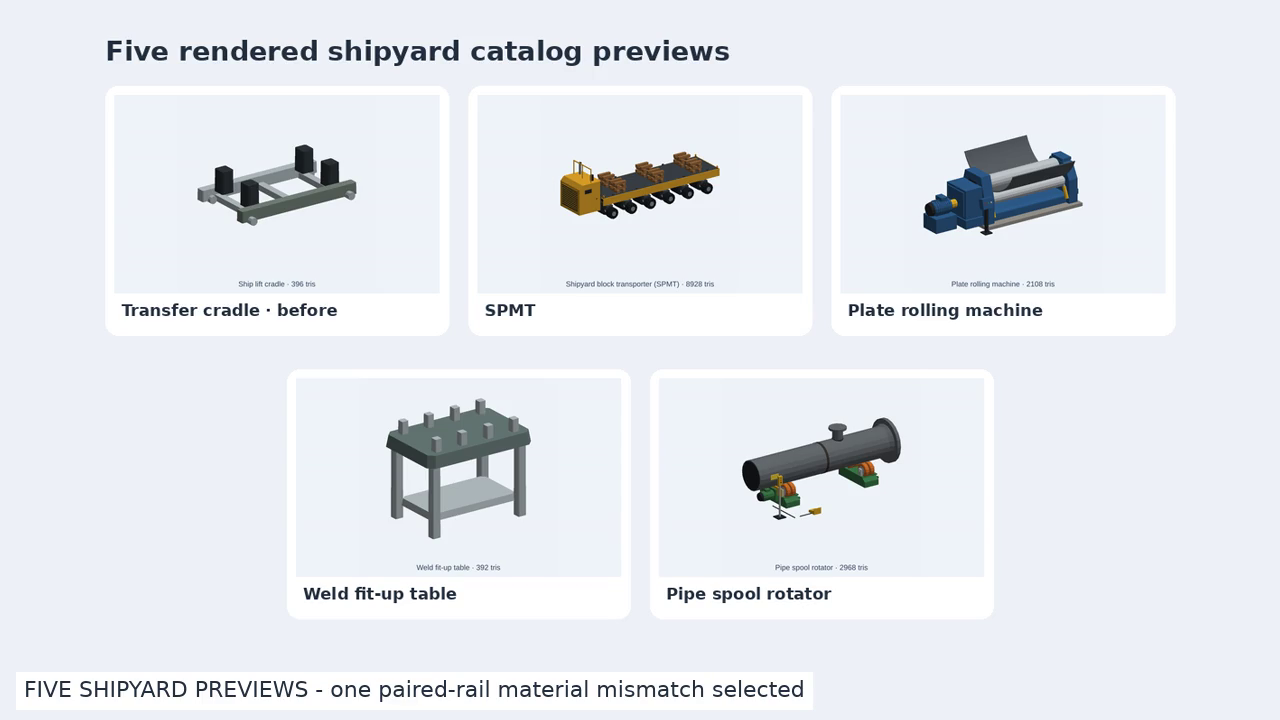 Five rendered shipyard catalog previews
Ship lift cradle · 396 tris
Transfer cradle · before
Shipyard block transporter (SPMT) · 8928 tris
SPMT
Plate rolling machine · 2108 tris
Plate rolling machine
Weld fit-up table · 392 tris
Weld fit-up table
Pipe spool rotator · 2968 tris
Pipe spool rotator
FIVE SHIPYARD PREVIEWS - one paired-rail material mismatch selected